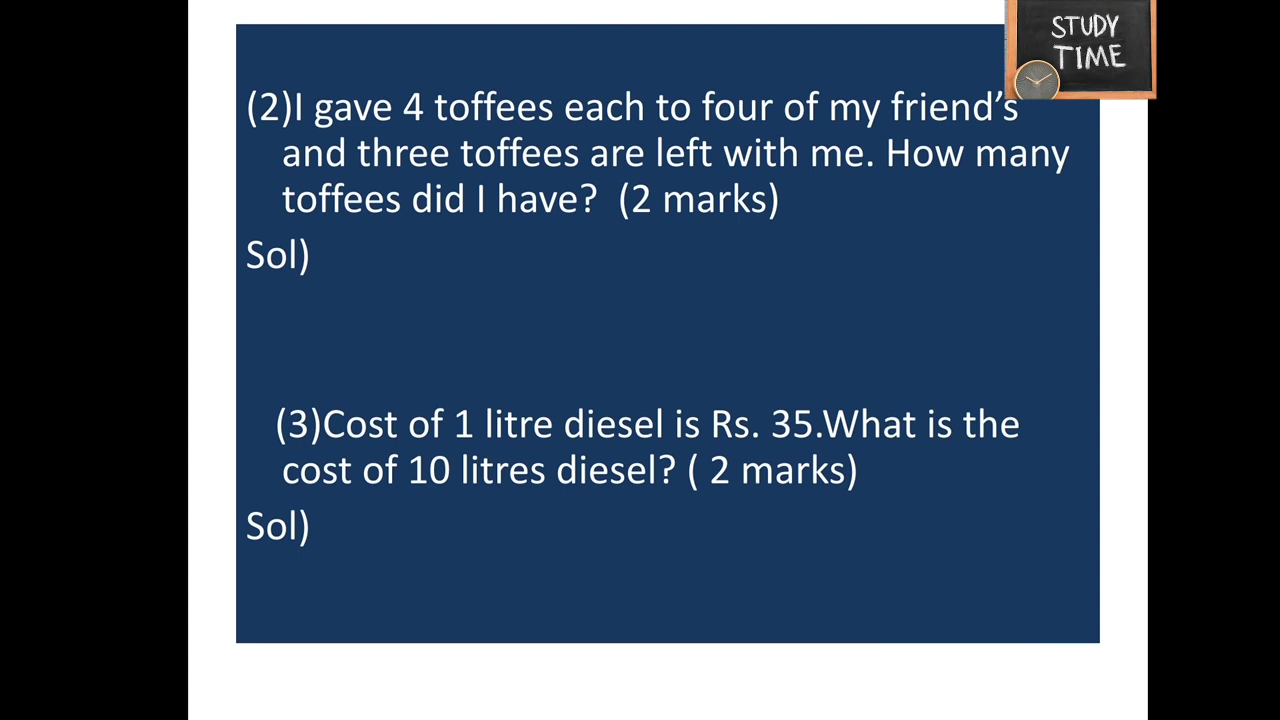 STUDY
TIME
(2)I gave 4 toffees each to four of my friend’s
and three toffees are left with me. How many
toffees did I have?  (2 marks)
Sol)
(3)Cost of 1 litre diesel is Rs. 35.What is the
cost of 10 litres diesel? ( 2 marks)
Sol)